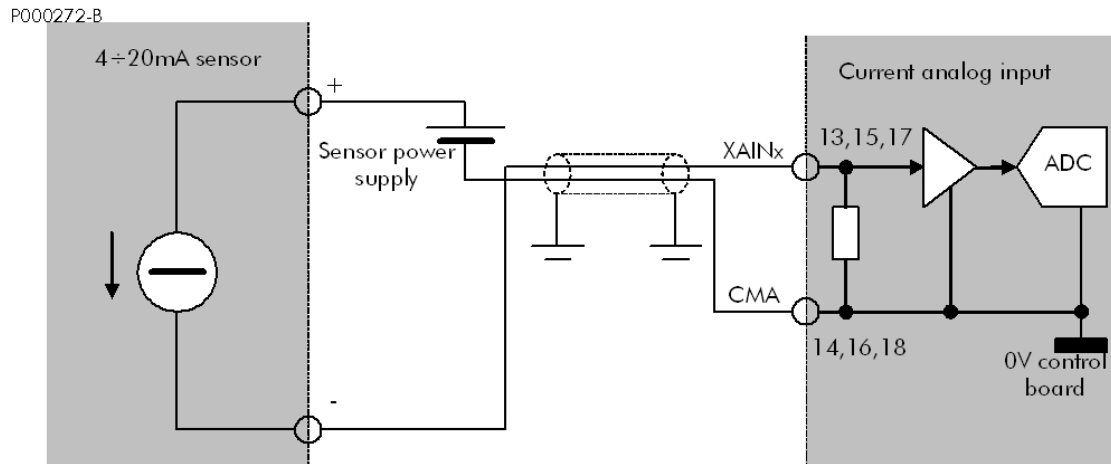 P000272-B
4÷20mA sensor
Current analog input
+
Sensor power
supply
XAINx
13,15,17
ADC
CMA
14,16,18
0V control
board
-